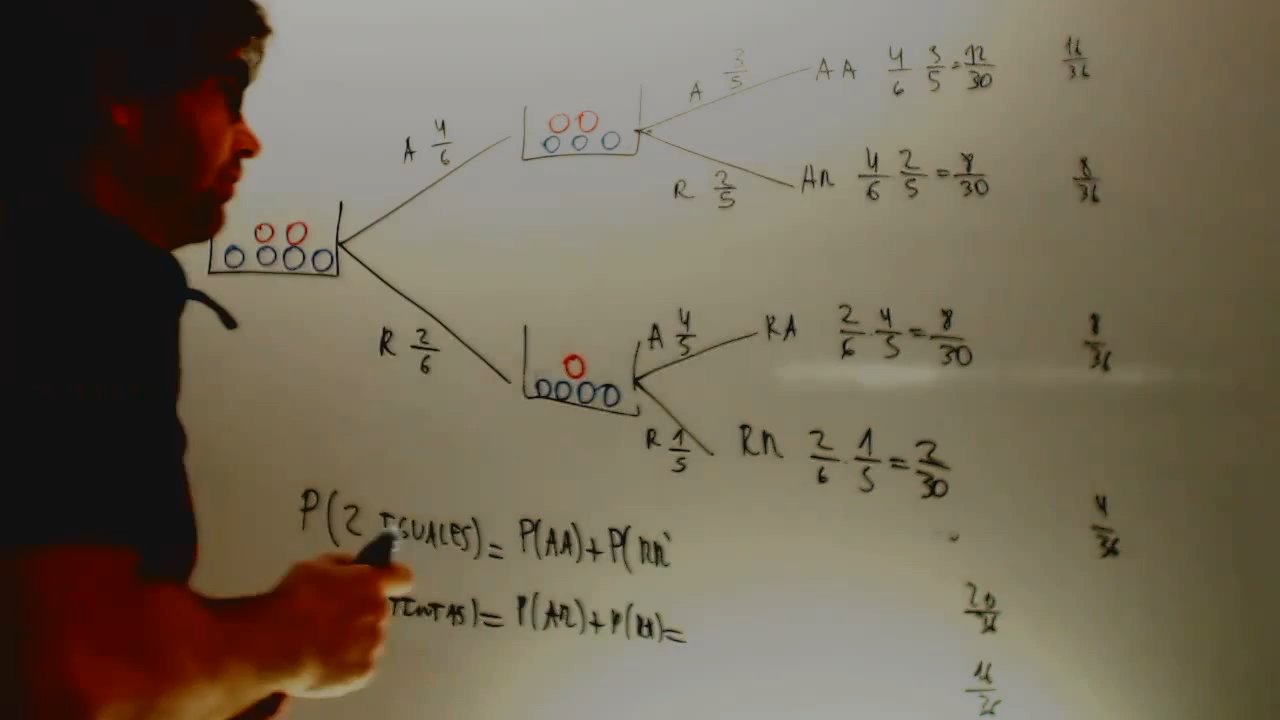 A 3/5 AA 4/6 3/5 = 12/30 16/36
A 4/6
R 2/5 AR 4/6 2/5 = 8/30 8/36
R 2/6
A 4/5 RA 2/6 · 4/5 = 8/30 8/36
R 1/5 RR 2/6 · 1/5 = 2/30 4/36
P(2 IGUALES) = P(AA) + P(RR
TINTAS) = P(AR) + P(RA) =
20/36
16/36